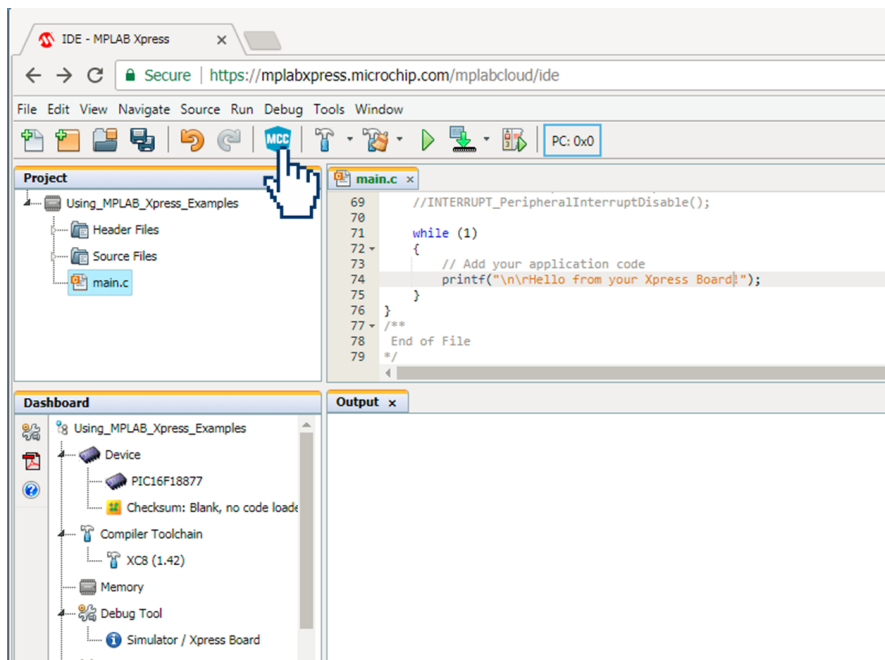 IDE - MPLAB Xpress
Secure | https://mplabxpress.microchip.com/mplabcloud/ide
File Edit View Navigate Source Run Debug Tools Window
MCC
PC: 0x0
Project
Using_MPLAB_Xpress_Examples
Header Files
Source Files
main.c
main.c
69 //INTERRUPT_PeripheralInterruptDisable();
70
71 while (1)
72 {
73 // Add your application code
74 printf("\n\rHello from your Xpress Board!");
75 }
76 }
77 /**
78 End of File
79 */
Dashboard
Using_MPLAB_Xpress_Examples
Device
PIC16F18877
Checksum: Blank, no code loade
Compiler Toolchain
XC8 (1.42)
Memory
Debug Tool
Simulator / Xpress Board
Output